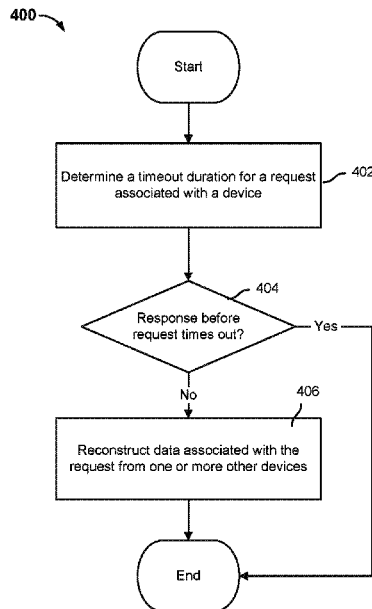 400
Start
Determine a timeout duration for a request
associated with a device
402
404
Response before
request times out?
Yes
No
406
Reconstruct data associated with the
request from one or more other devices
End